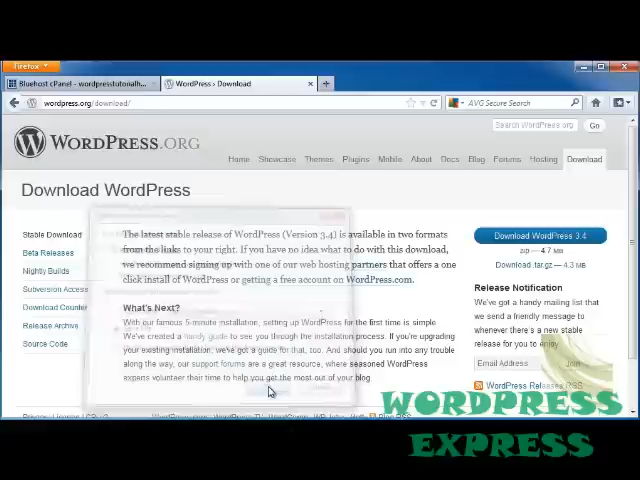 Firefox
Bluehost cPanel - wordpresstutorialh...
WordPress › Download
wordpress.org/download/
AVG Secure Search
WORDPRESS.ORG
Search WordPress.org
Go
Home Showcase Themes Plugins Mobile About Docs Blog Forums Hosting Download
Download WordPress
Stable Download
Beta Releases
Nightly Builds
Subversion Access
Download Counter
Release Archive
Source Code
The latest stable release of WordPress (Version 3.4) is available in two formats
from the links to your right. If you have no idea what to do with this download,
we're recommend signing up with one of our web hosting partners that offers a one
click install of WordPress or getting a free account on WordPress.com.
What's Next?
With our famous 5-minute installation, setting up WordPress for the first time is simple
We've created a handy guide to see you through the installation process. If you're upgrading
your existing installation, we've got a guide for that, too. And should you run into any trouble
along the way, our support forums are a great resource, where seasoned WordPress
experts volunteer their time to help you get the most out of your blog.
Download WordPress 3.4
.zip — 4.7 MB
Download .tar.gz — 4.3 MB
Release Notification
We've got a handy mailing list that
we send a friendly message to
whenever there's a new stable
release for you to enjoy.
Email Address
Join
WordPress Releases RSS
WORDPRESS
EXPRESS